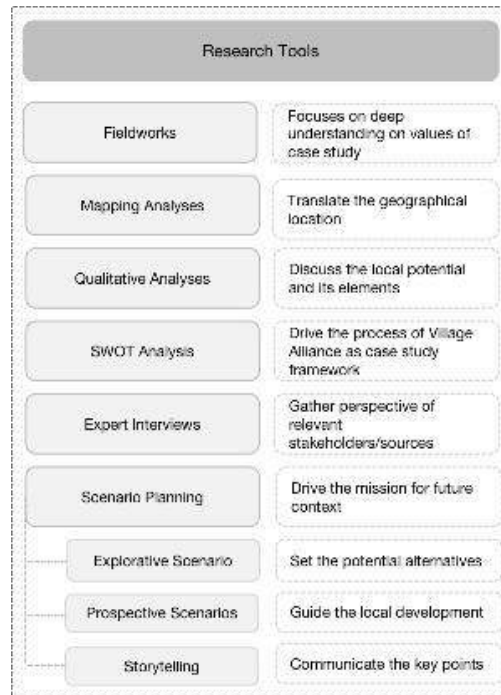 Research Tools
Fieldworks
Focuses on deep
understanding on values of
case study
Mapping Analyses
Translate the geographical
location
Qualitative Analyses
Discuss the local potential
and its elements
SWOT Analysis
Drive the process of Village
Alliance as case study
framework
Expert Interviews
Gather perspective of
relevant
stakeholders/sources
Scenario Planning
Drive the mission for future
context
Explorative Scenario
Set the potential alternatives
Prospective Scenarios
Guide the local development
Storytelling
Communicate the key points